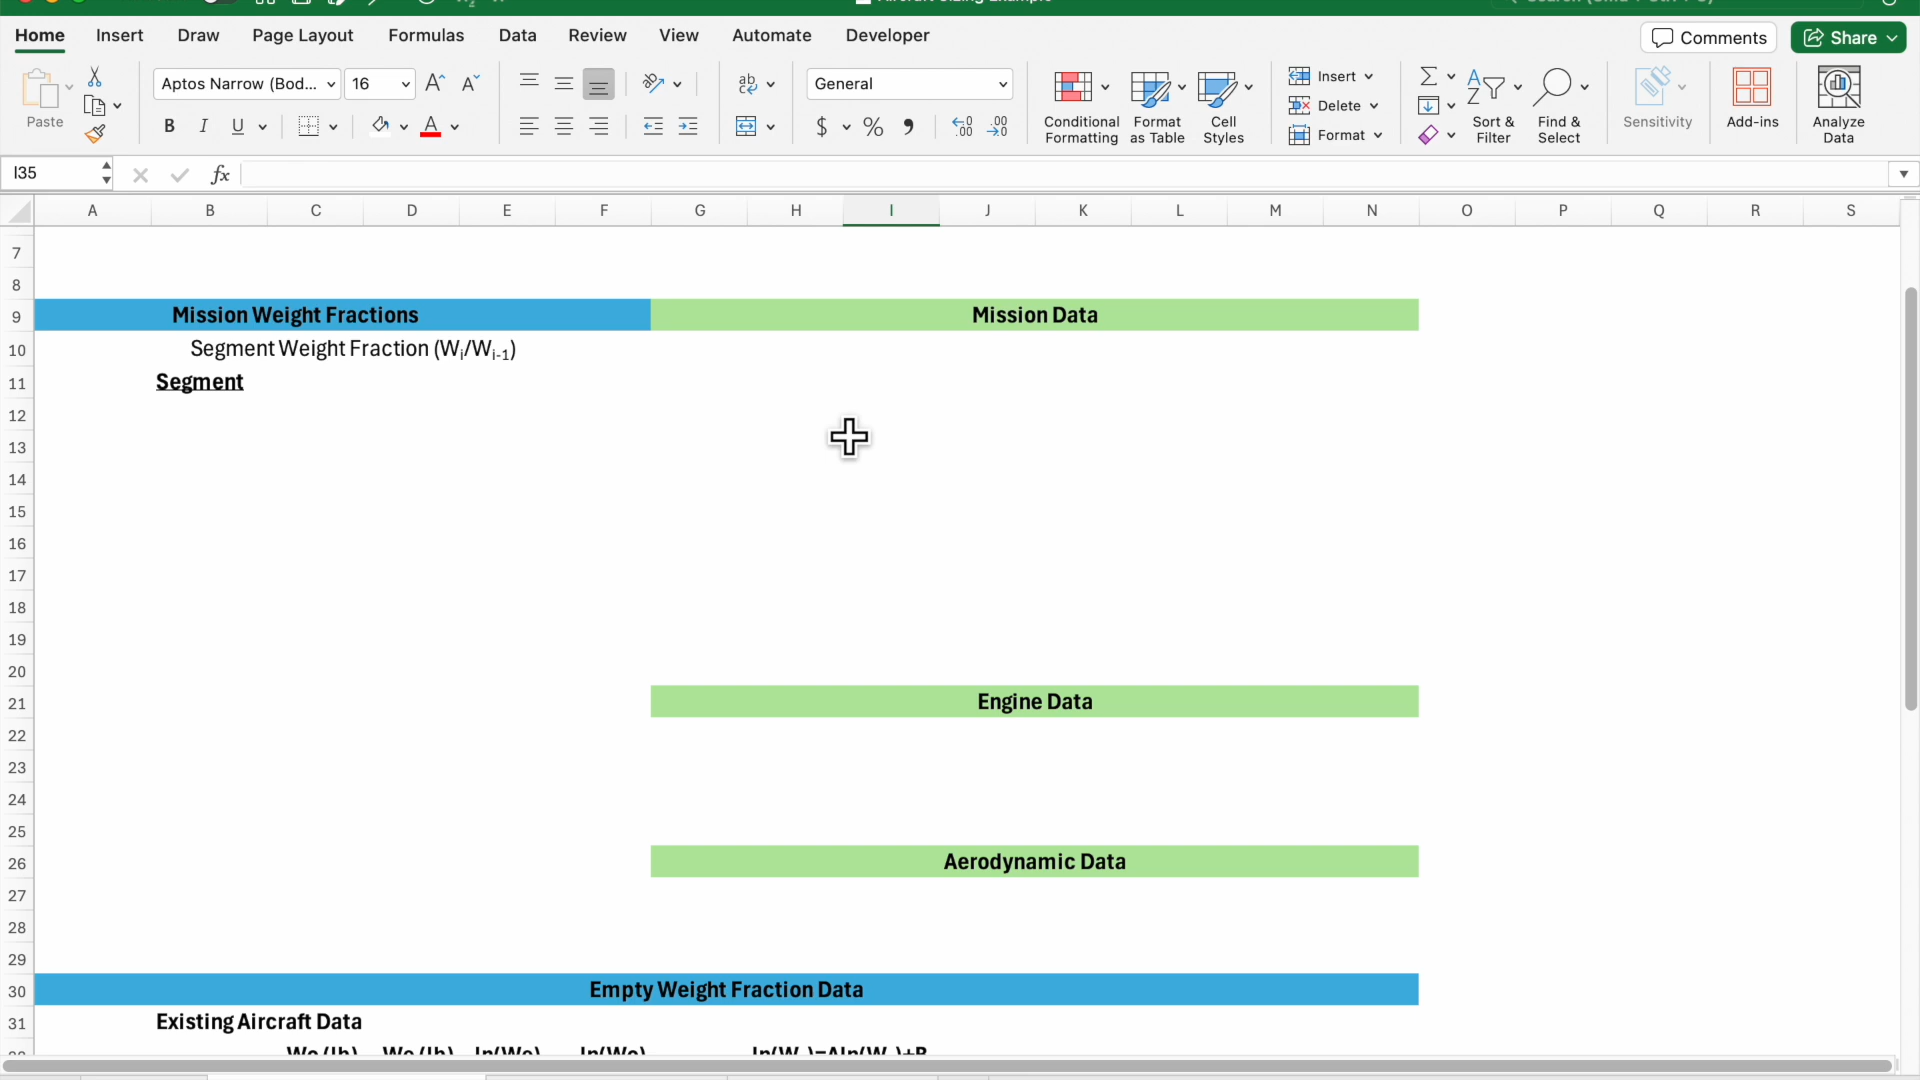 Home Insert Draw Page Layout Formulas Data Review View Automate Developer Comments Share
Paste
Aptos Narrow (Bod... 16
General
Conditional Formatting
Format as Table
Cell Styles
Insert
Delete
Format
Sort & Filter
Find & Select
Sensitivity
Add-ins
Analyze Data
I35 fx
A B C D E F G H I J K L M N O P Q R S
7
8
9 Mission Weight Fractions Mission Data
10 Segment Weight Fraction (Wi/Wi-1)
11 Segment
12
13
14
15
16
17
18
19
20
21 Engine Data
22
23
24
25
26 Aerodynamic Data
27
28
29
30 Empty Weight Fraction Data
31 Existing Aircraft Data